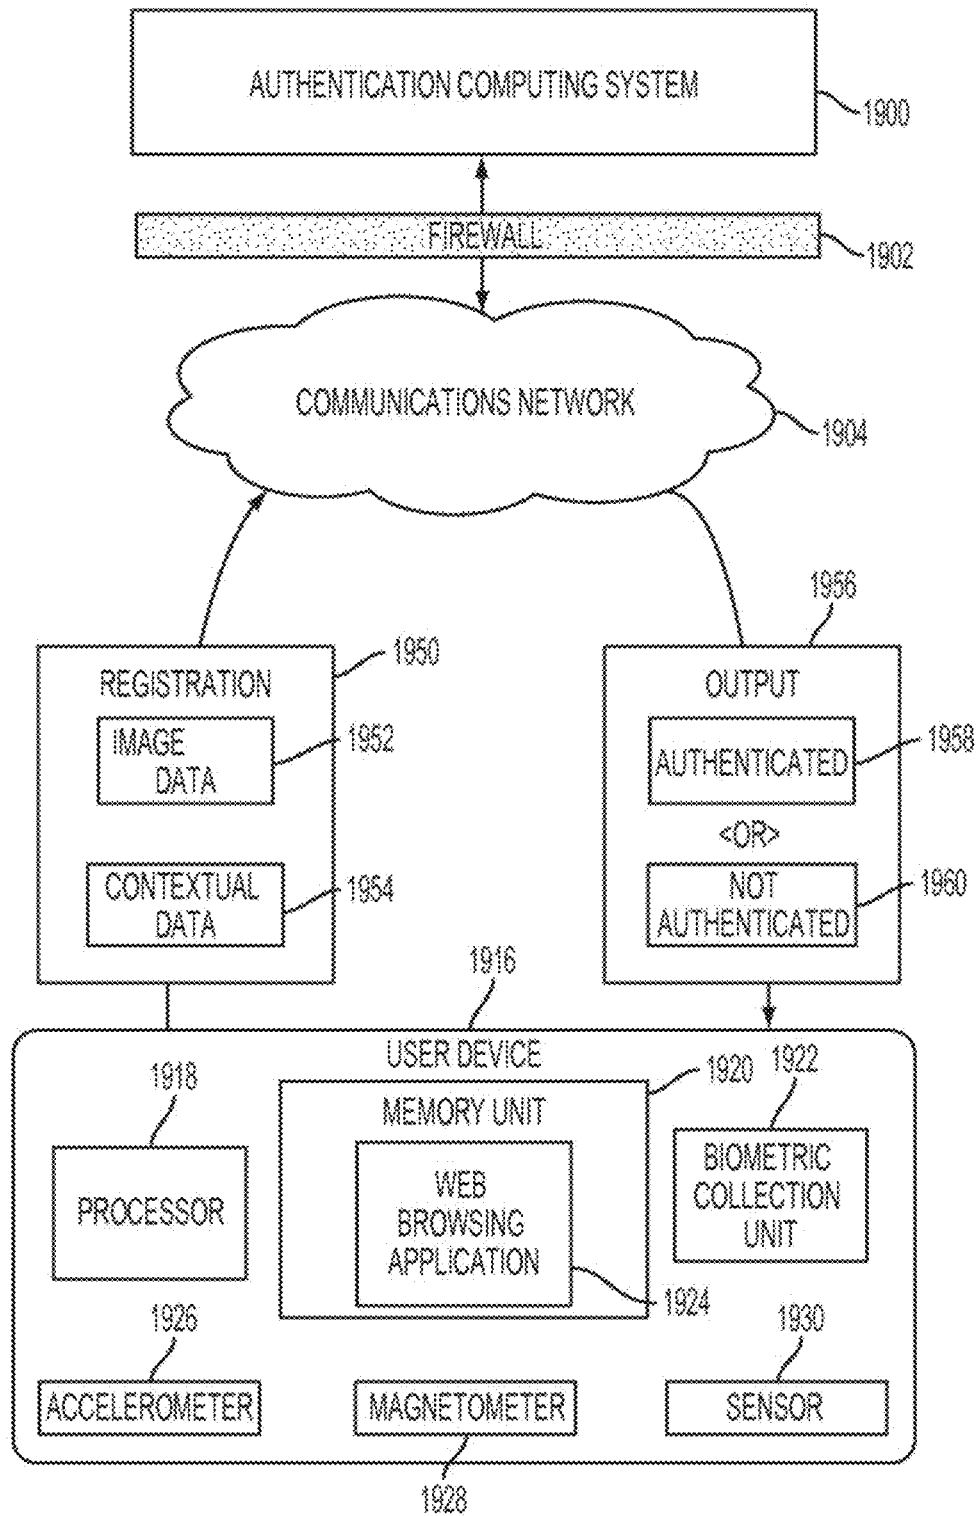 AUTHENTICATION COMPUTING SYSTEM
1900
FIREWALL
1902
COMMUNICATIONS NETWORK
1904
1956
1950
REGISTRATION
IMAGE
DATA
1952
CONTEXTUAL
DATA
1954
OUTPUT
AUTHENTICATED
1958
<OR>
NOT
AUTHENTICATED
1960
1916
USER DEVICE
1918
PROCESSOR
1920
MEMORY UNIT
WEB
BROWSING
APPLICATION
1924
1922
BIOMETRIC
COLLECTION
UNIT
1926
ACCELEROMETER
MAGNETOMETER
1928
1930
SENSOR